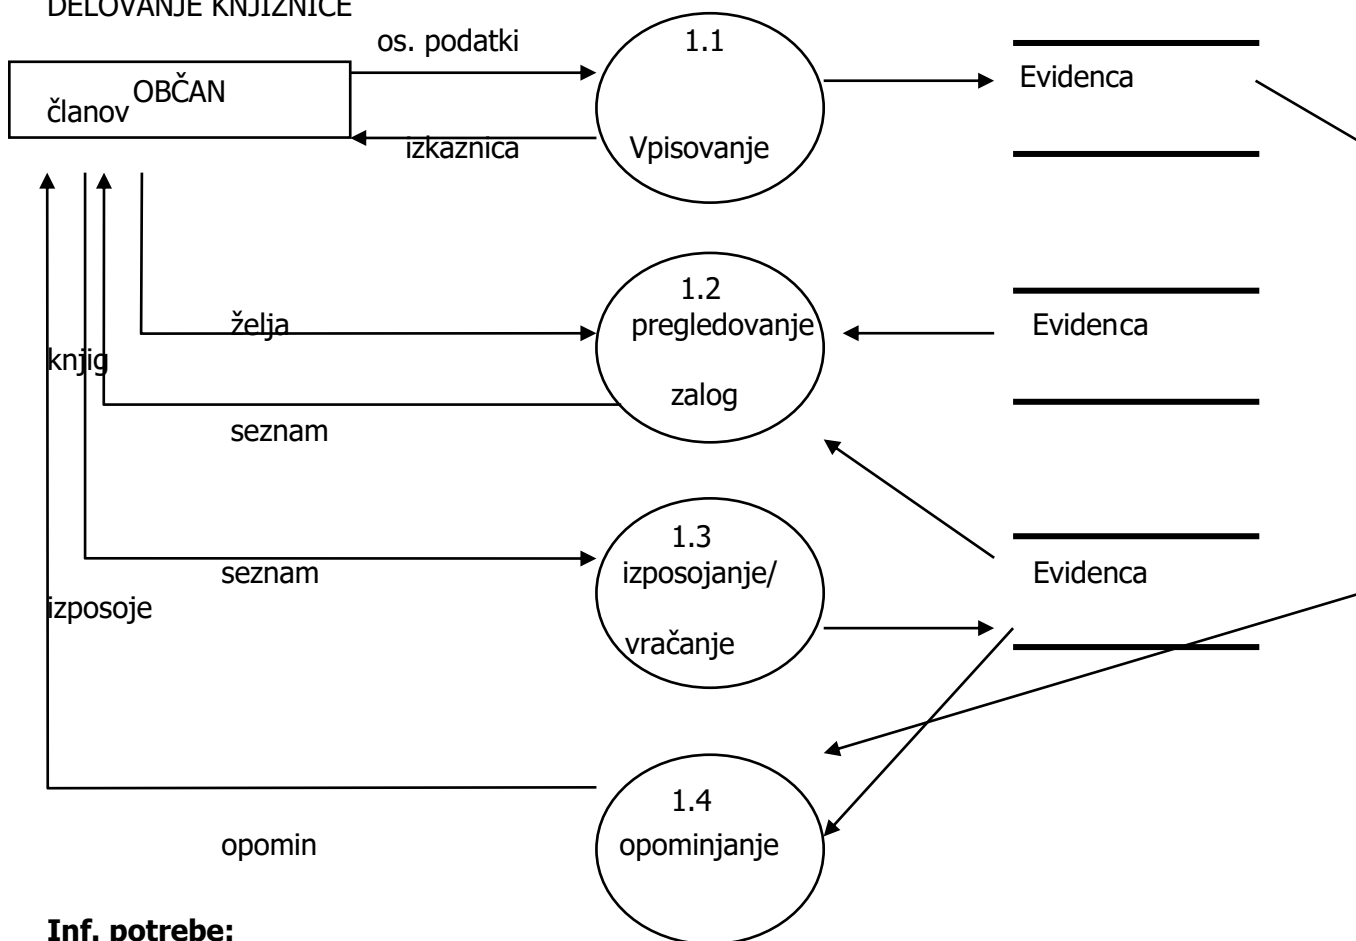 DELOVANJE KNJIŽNICE
os. podatki
1.1
Evidenca
OBČAN
članov
izkaznica
Vpisovanje
1.2
želja
pregledovanje
Evidenca
knjig
zalog
seznam
1.3
seznam
izposojanje/
Evidenca
izposoje
vračanje
1.4
opomin
opominjanje
Inf. potrebe: